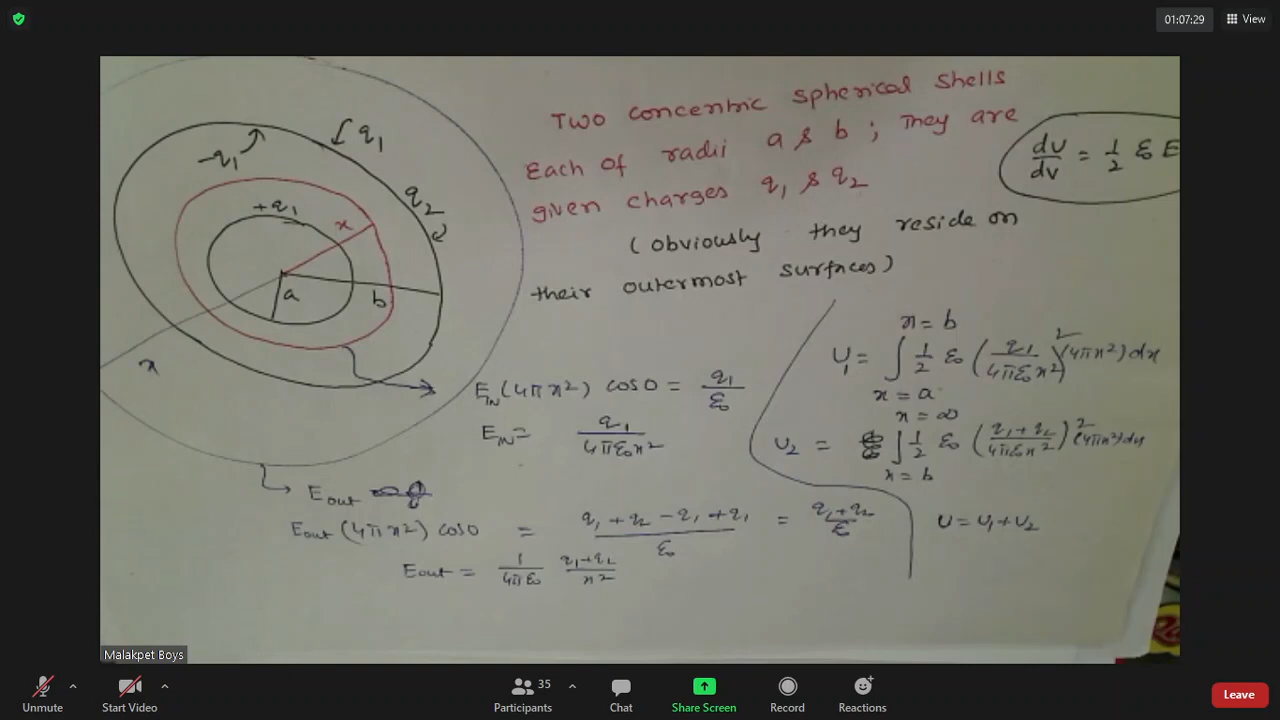 01:07:29
View
Two concentric spherical shells
Each of radii a & b ; They are
given charges q₁ & q₂
(obviously they reside on
their outermost surfaces)
dU/dv = 1/2 ε₀ E
q₁
-q₁
q₂
+q₁
x
a
b
x
E_IN (4πx²) cos0 = q₁/ε₀
E_IN = q₁/4πε₀x²
E_out
E_out (4πx²) cos0 = (q₁ + q₂ - q₁ + q₁)/ε₀ = (q₁+q₂)/ε₀
E_out = 1/4πε₀ (q₁+q₂)/x²
x = b
U₁ = ∫ 1/2 ε₀ (q₁/4πε₀x²)² (4πx²) dx
x = a
x = ∞
U₂ = ∫ 1/2 ε₀ ((q₁+q₂)/4πε₀x²)² (4πx²) dx
x = b
U = U₁ + U₂
Malakpet Boys
Unmute
Start Video
35
Participants
Chat
Share Screen
Record
Reactions
Leave